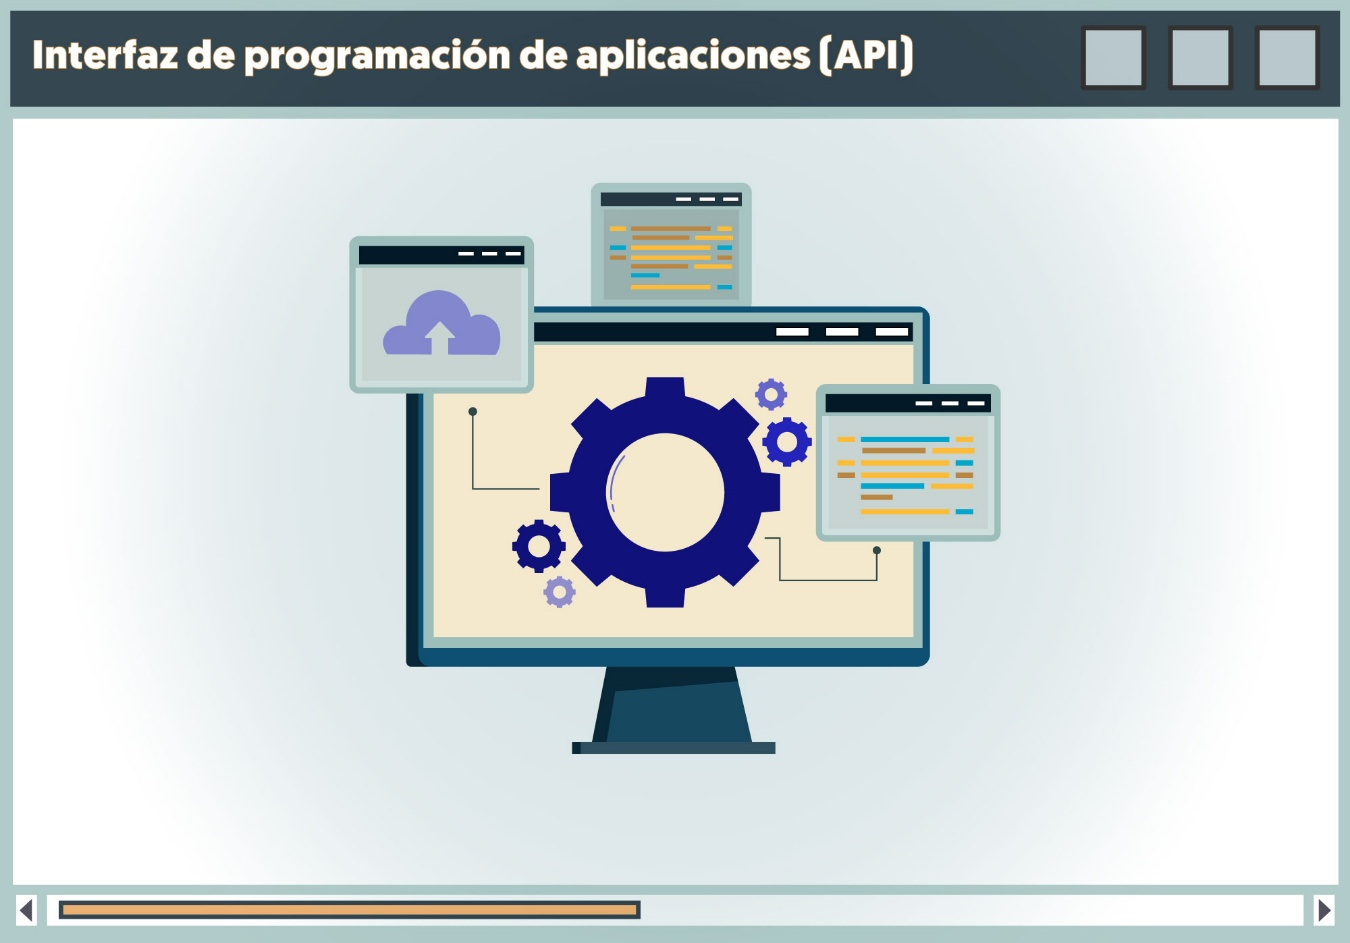 Interfaz de programación de aplicaciones (API)